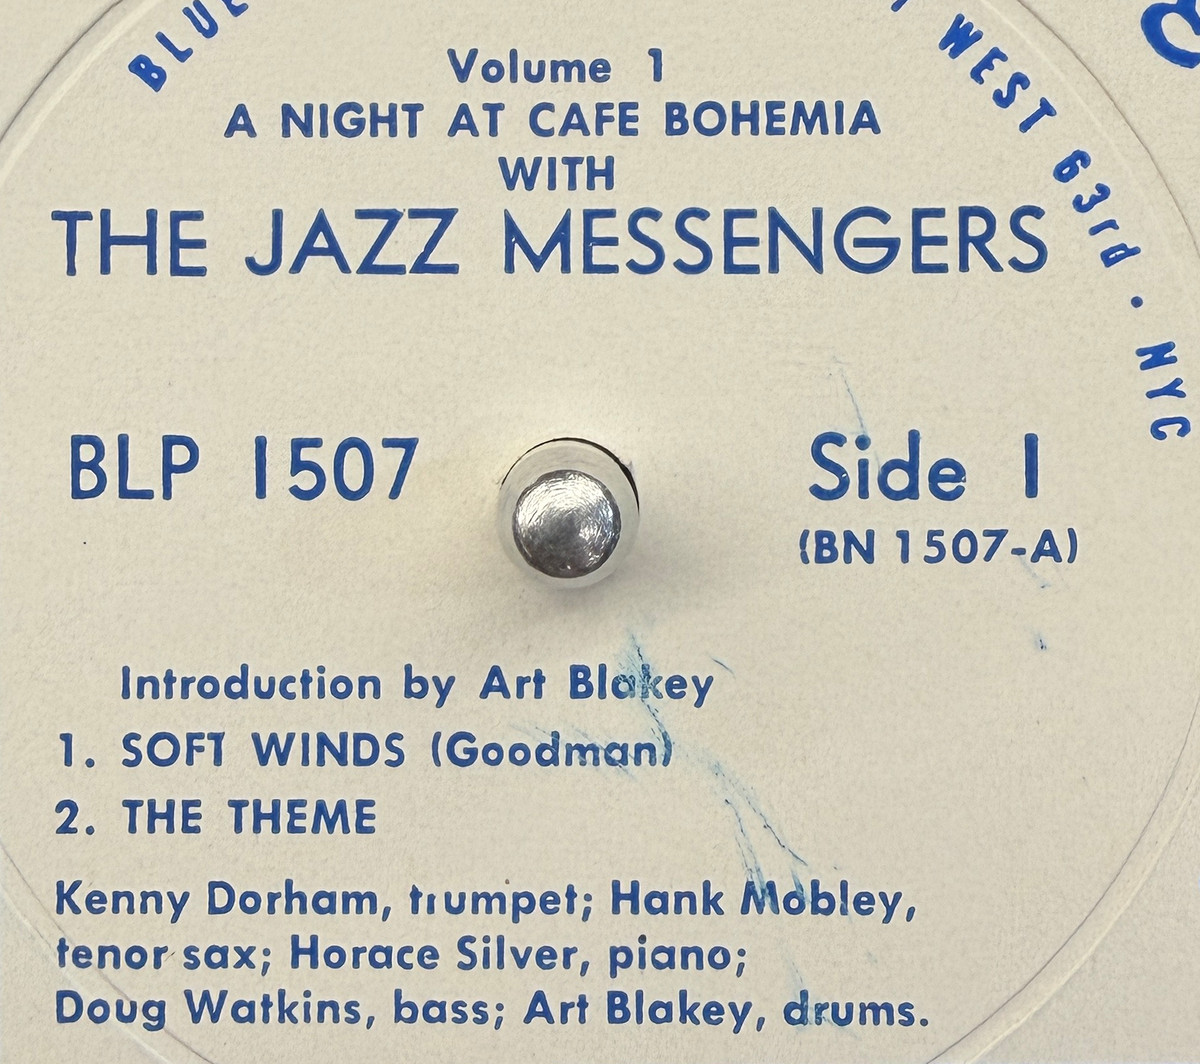 BLUE
WEST 63rd • NYC
Volume 1
A NIGHT AT CAFE BOHEMIA
WITH
THE JAZZ MESSENGERS
BLP 1507
Side 1
(BN 1507-A)
Introduction by Art Blakey
1. SOFT WINDS (Goodman)
2. THE THEME
Kenny Dorham, trumpet; Hank Mobley,
tenor sax; Horace Silver, piano;
Doug Watkins, bass; Art Blakey, drums.